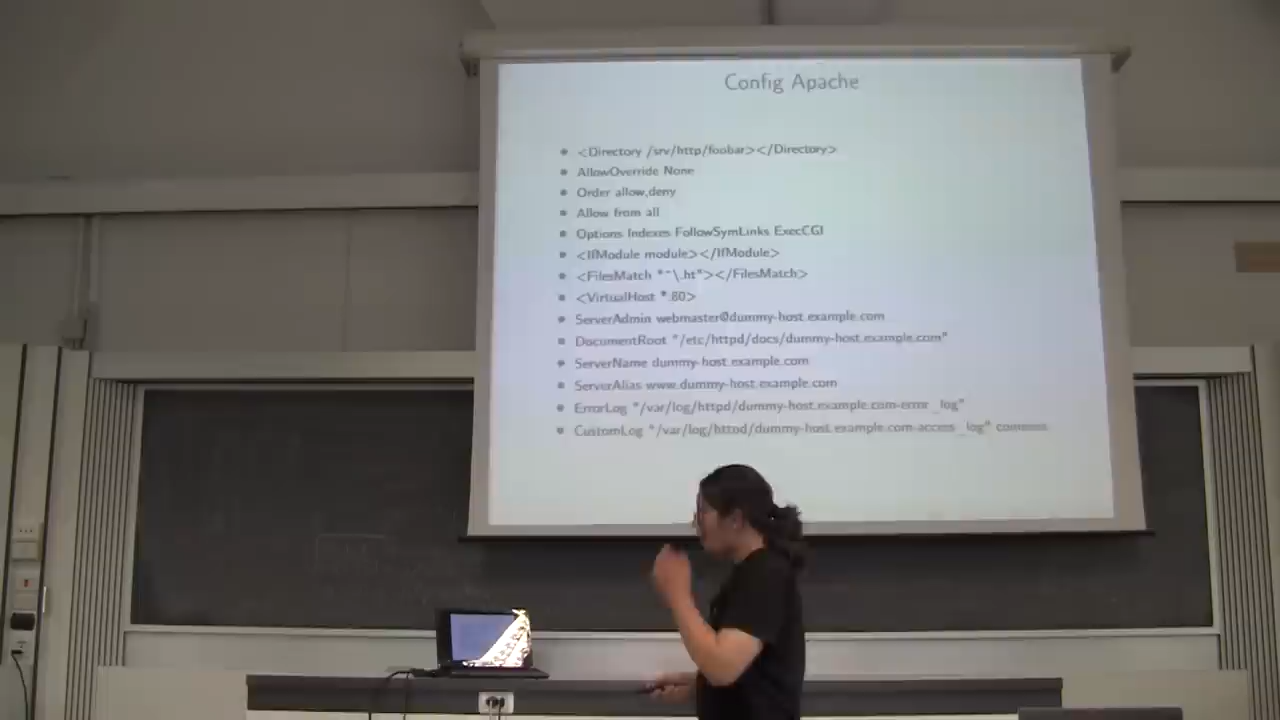 Config Apache
<Directory /srv/http/foobar></Directory>
AllowOverride None
Order allow,deny
Allow from all
Options Indexes FollowSymLinks ExecCGI
<IfModule module></IfModule>
<FilesMatch "^\.ht"></FilesMatch>
<VirtualHost *:80>
ServerAdmin webmaster@dummy-host.example.com
DocumentRoot "/etc/httpd/docs/dummy-host.example.com"
ServerName dummy-host.example.com
ServerAlias www.dummy-host.example.com
ErrorLog "/var/log/httpd/dummy-host.example.com-error_log"
CustomLog "/var/log/httpd/dummy-host.example.com-access_log" common